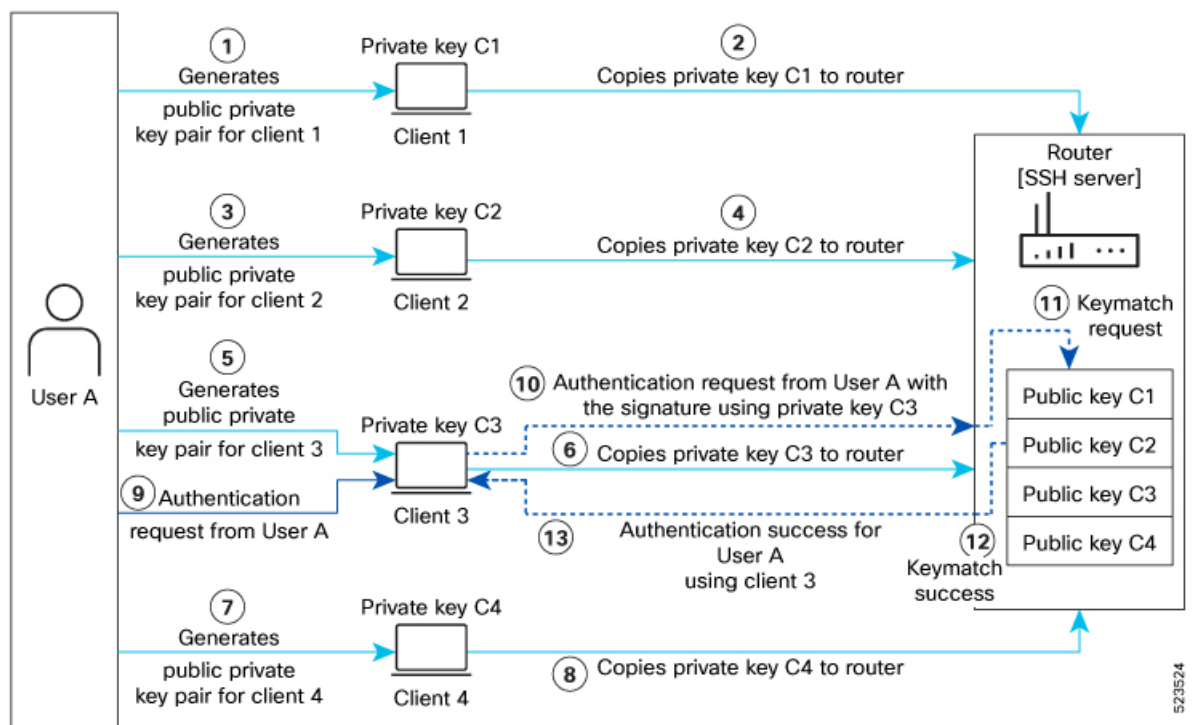 1
Generates
public private
key pair for client 1
Private key C1
Client 1
2
Copies private key C1 to router
Router
[SSH server]
3
Generates
public private
key pair for client 2
Private key C2
Client 2
4
Copies private key C2 to router
User A
5
Generates
public private
key pair for client 3
Private key C3
Client 3
6
Copies private key C3 to router
9
Authentication
request from User A
10
Authentication request from User A with
the signature using private key C3
11
Keymatch
request
Public key C1
Public key C2
Public key C3
Public key C4
12
Keymatch
success
13
Authentication success for
User A
using client 3
7
Generates
public private
key pair for client 4
Private key C4
Client 4
8
Copies private key C4 to router
523524